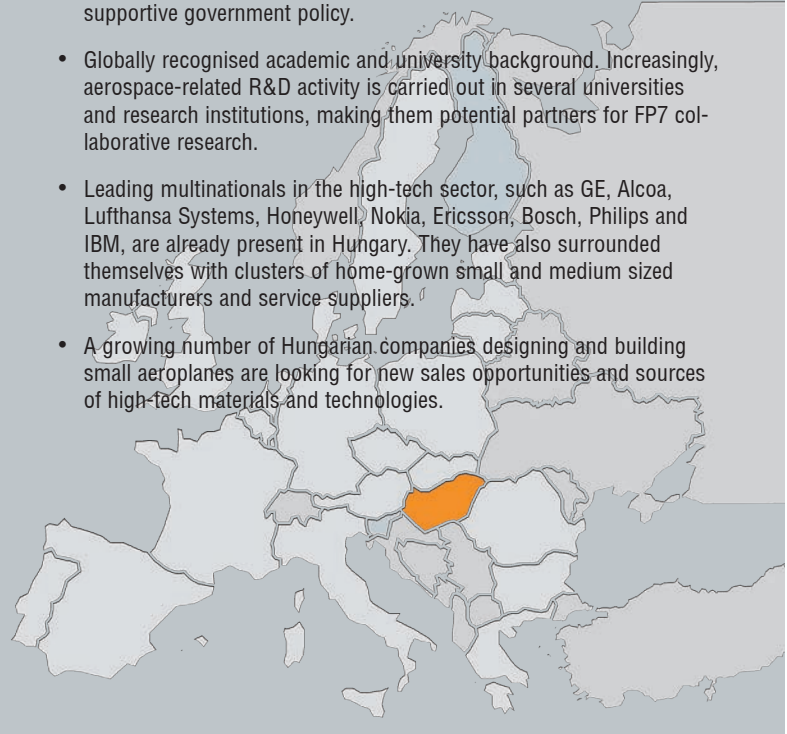 supportive government policy.
• Globally recognised academic and university background. Increasingly,
aerospace-related R&D activity is carried out in several universities
and research institutions, making them potential partners for FP7 col-
laborative research.
• Leading multinationals in the high-tech sector, such as GE, Alcoa,
Lufthansa Systems, Honeywell, Nokia, Ericsson, Bosch, Philips and
IBM, are already present in Hungary. They have also surrounded
themselves with clusters of home-grown small and medium sized
manufacturers and service suppliers.
• A growing number of Hungarian companies designing and building
small aeroplanes are looking for new sales opportunities and sources
of high-tech materials and technologies.